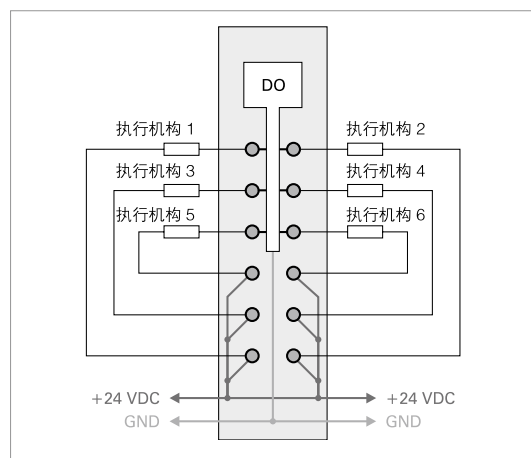 DO
执行机构 1
执行机构 2
执行机构 3
执行机构 4
执行机构 5
执行机构 6
+24 VDC
+24 VDC
GND
GND